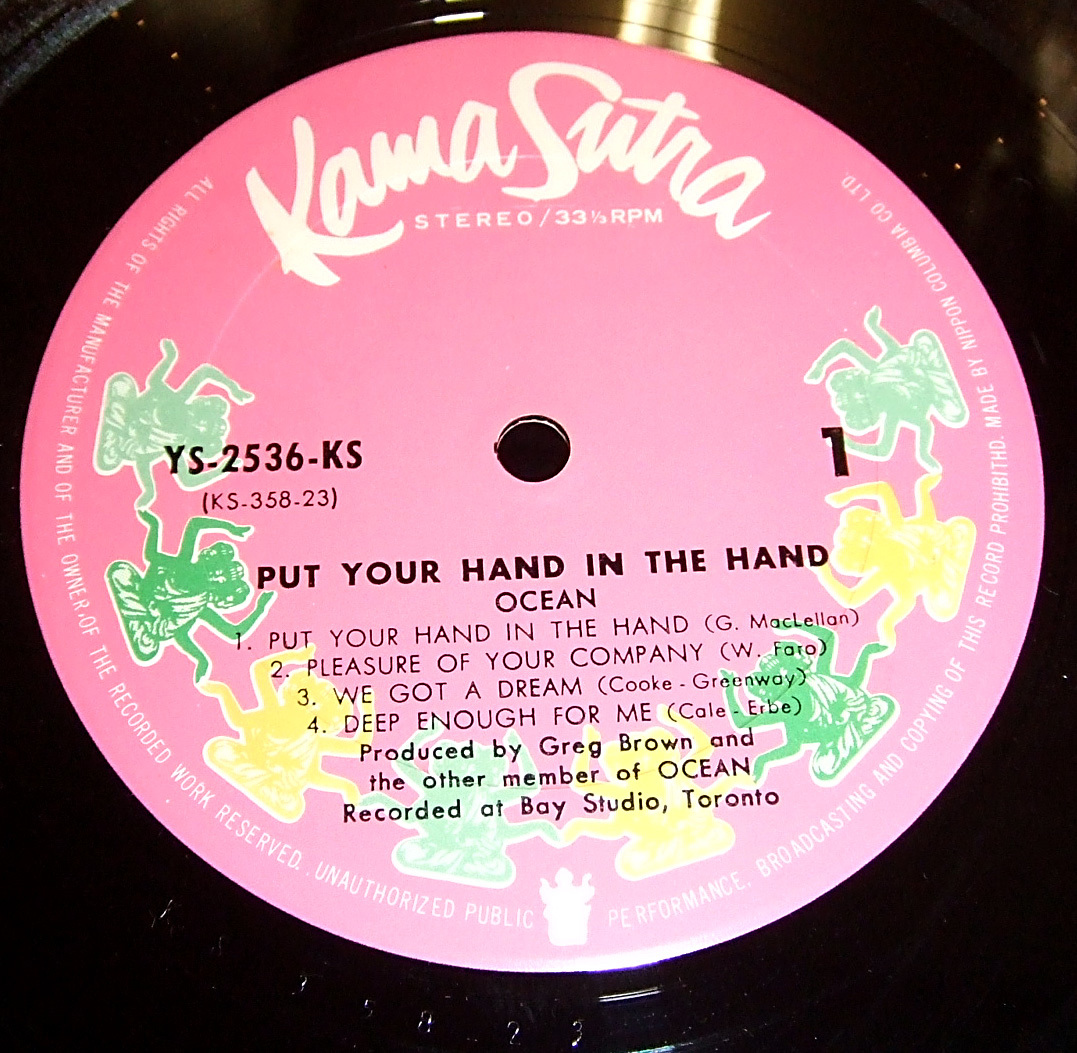 Kama Sutra
STEREO/33⅓RPM
YS-2536-KS
1
(KS-358-23)
PUT YOUR HAND IN THE HAND
OCEAN
1. PUT YOUR HAND IN THE HAND (G. MacLellan)
2. PLEASURE OF YOUR COMPANY (W. Faro)
3. WE GOT A DREAM (Cooke - Greenway)
4. DEEP ENOUGH FOR ME (Cale - Erbe)
Produced by Greg Brown and
the other member of OCEAN
Recorded at Bay Studio, Toronto
ALL RIGHTS OF THE MANUFACTURER AND OF THE OWNER OF THE RECORDED WORK RESERVED. UNAUTHORIZED PUBLIC PERFORMANCE. BROADCASTING AND COPYING OF THIS RECORD PROHIBITHD. MADE BY NIPPON COLUMBIA CO LTD.